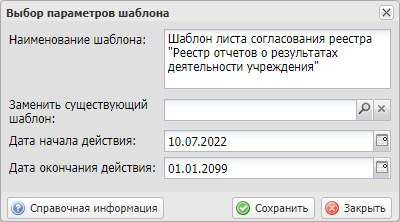 Выбор параметров шаблона
Наименование шаблона:
Шаблон листа согласования реестра
"Реестр отчетов о результатах
деятельности учреждения"
Заменить существующий
шаблон:
Дата начала действия:
10.07.2022
Дата окончания действия:
01.01.2099
Справочная информация
Сохранить
Закрыть